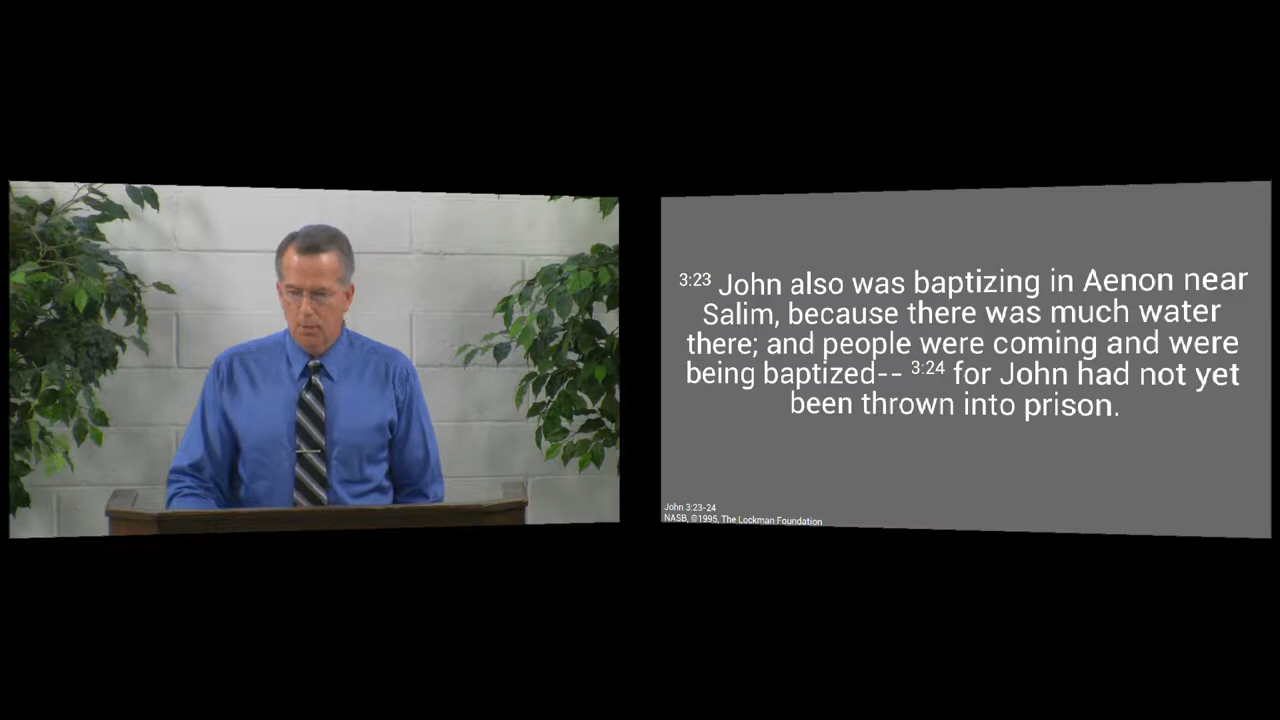 3:23 John also was baptizing in Aenon near
Salim, because there was much water
there; and people were coming and were
being baptized-- 3:24 for John had not yet
been thrown into prison.
John 3:23-24
NASB, ©1995, The Lockman Foundation